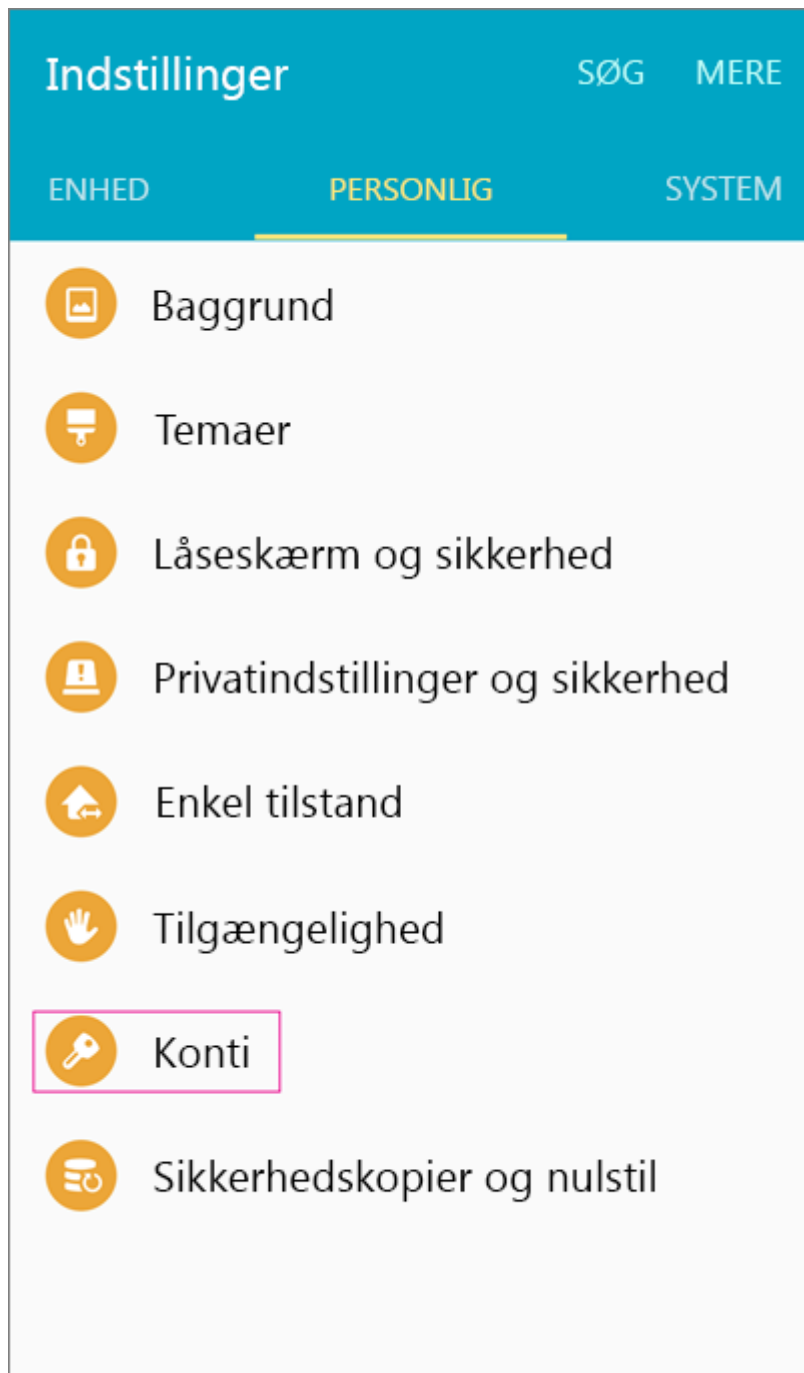 Indstillinger SØG MERE
ENHED PERSONLIG SYSTEM
Baggrund
Temaer
Låseskærm og sikkerhed
Privatindstillinger og sikkerhed
Enkel tilstand
Tilgængelighed
Konti
Sikkerhedskopier og nulstil